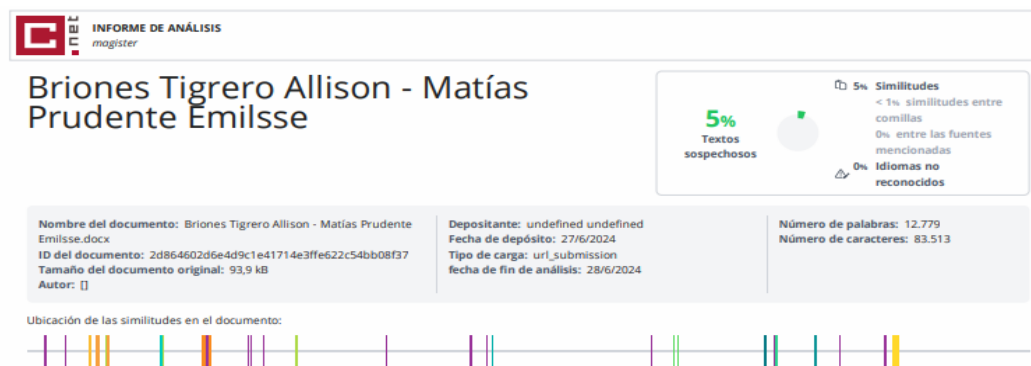 C
.net
INFORME DE ANÁLISIS
magister
Briones Tigrero Allison - Matías
Prudente Emilsse
5%
Textos
sospechosos
5% Similitudes
< 1% similitudes entre
comillas
0% entre las fuentes
mencionadas
0% Idiomas no
reconocidos
Nombre del documento: Briones Tigrero Allison - Matías Prudente
Emilsse.docx
ID del documento: 2d864602d6e4d9c1e41714e3ffe622c54bb08f37
Tamaño del documento original: 93,9 kB
Autor: []
Depositante: undefined undefined
Fecha de depósito: 27/6/2024
Tipo de carga: url_submission
fecha de fin de análisis: 28/6/2024
Número de palabras: 12.779
Número de caracteres: 83.513
Ubicación de las similitudes en el documento: